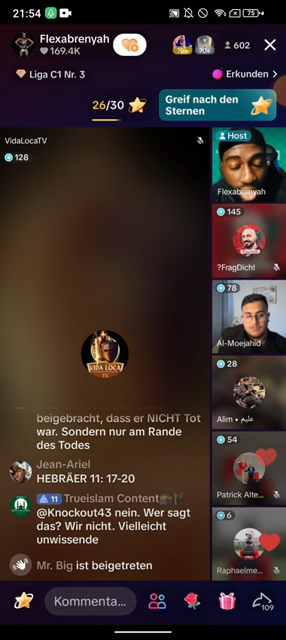 21:54
75
Flexabrenyah
169.4K
602
Liga C1 Nr. 3
Erkunden
26/30
Greif nach den
Sternen
VidaLocaTV
128
Host
Flexabrenyah
145
?FragDich!
78
Al-Moejahid
28
Alim • عليم
54
Patrick Alte...
6
Raphaelme...
VIDA LOCA
TV
beigebracht, dass er NICHT Tot
war. Sondern nur am Rande
des Todes
Jean-Ariel
HEBRÄER 11: 17-20
11 Trueislam Content
@Knockout43 nein. Wer sagt
das? Wir nicht. Vielleicht
unwissende
Mr. Big ist beigetreten
Kommenta...
109